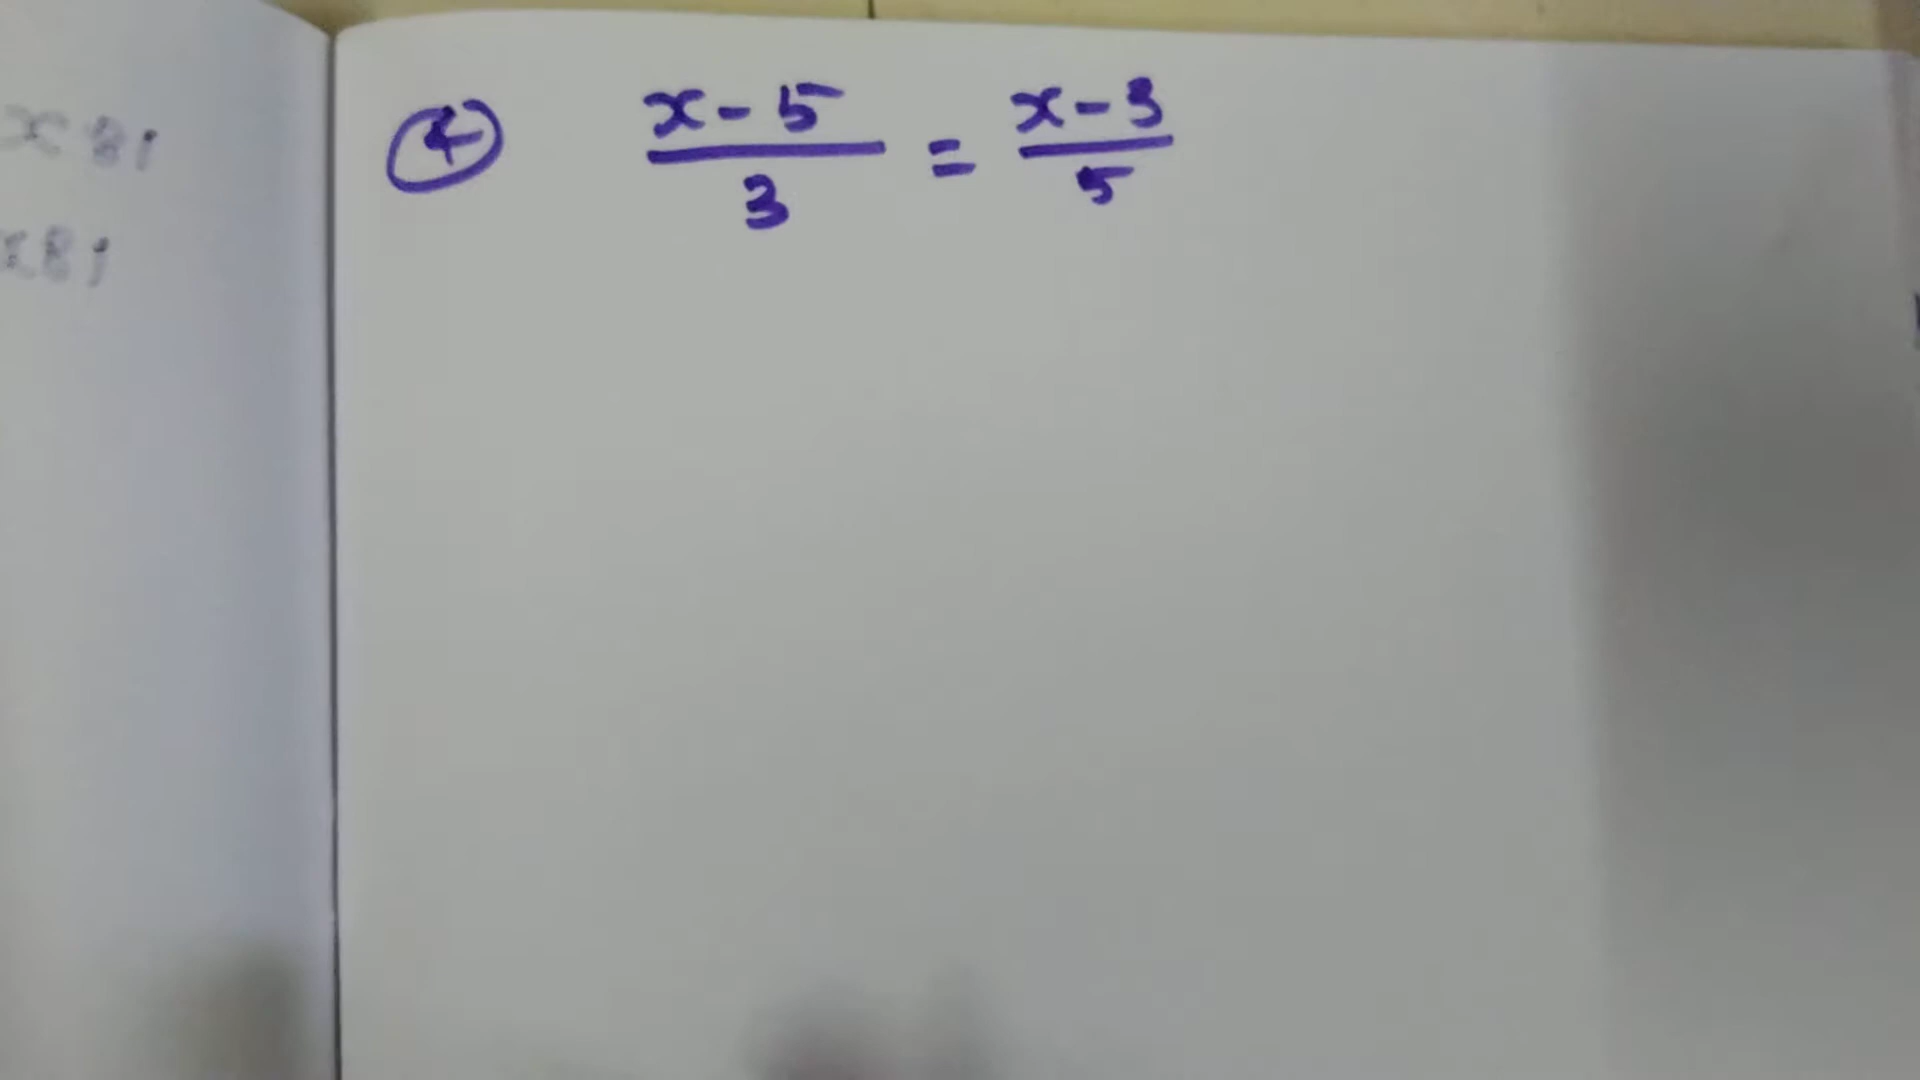 ④ x-5/3 = x-3/5